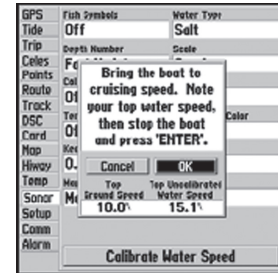 GPS
Tide
Trip
Celes
Points
Route
Track
DSC
Card
Map
Hiway
Temp
Sonar
Setup
Comm
Alarm
Fish Symbols
Water Type
Off
Salt
Depth Number
Scale
Color
Bring the boat to
cruising speed. Note
your top water speed,
then stop the boat
and press 'ENTER'.
Cancel
OK
Top
Ground Speed
10.0
Top Uncalibrated
Water Speed
15.1
Calibrate Water Speed